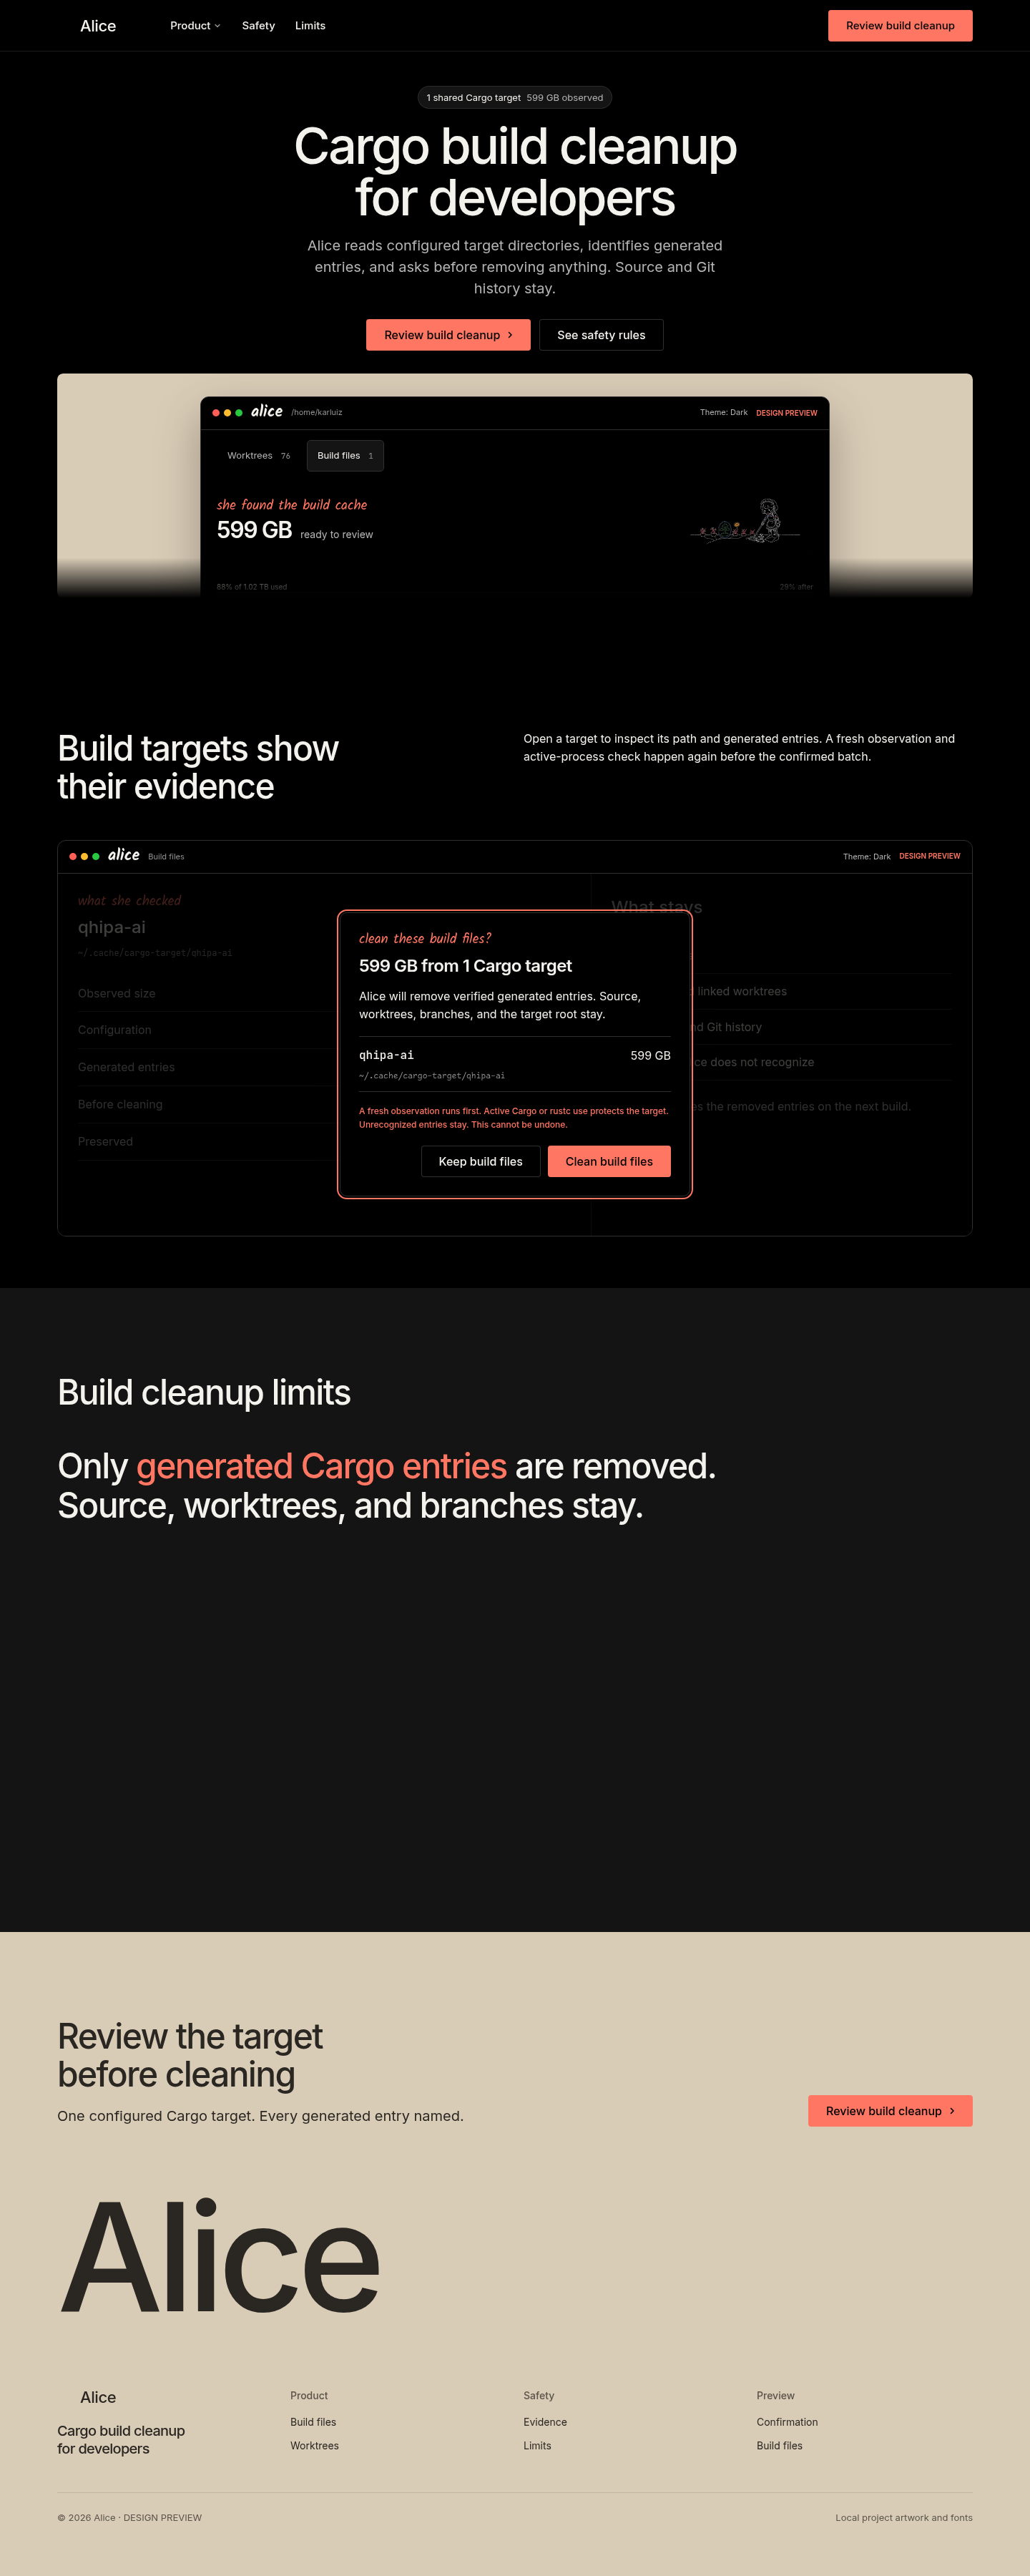 Alice
Product
Safety
Limits
Review build cleanup
1 shared Cargo target 599 GB observed
Cargo build cleanup
for developers
Alice reads configured target directories, identifies generated
entries, and asks before removing anything. Source and Git
history stay.
Review build cleanup
See safety rules
alice /home/karluiz
Theme: Dark DESIGN PREVIEW
Worktrees 76
Build files 1
she found the build cache
599 GB ready to review
88% of 1.02 TB used
29% after
Build targets show
their evidence
Open a target to inspect its path and generated entries. A fresh observation and
active-process check happen again before the confirmed batch.
alice Build files
Theme: Dark DESIGN PREVIEW
what she checked
qhipa-ai
~/.cache/cargo-target/qhipa-ai
Observed size
Configuration
Generated entries
Before cleaning
Preserved
What stays
linked worktrees
nd Git history
ice does not recognize
es the removed entries on the next build.
clean these build files?
599 GB from 1 Cargo target
Alice will remove verified generated entries. Source,
worktrees, branches, and the target root stay.
qhipa-ai 599 GB
~/.cache/cargo-target/qhipa-ai
A fresh observation runs first. Active Cargo or rustc use protects the target.
Unrecognized entries stay. This cannot be undone.
Keep build files
Clean build files
Build cleanup limits
Only generated Cargo entries are removed.
Source, worktrees, and branches stay.
Review the target
before cleaning
One configured Cargo target. Every generated entry named.
Review build cleanup
Alice
Alice
Cargo build cleanup
for developers
Product
Build files
Worktrees
Safety
Evidence
Limits
Preview
Confirmation
Build files
© 2026 Alice · DESIGN PREVIEW
Local project artwork and fonts